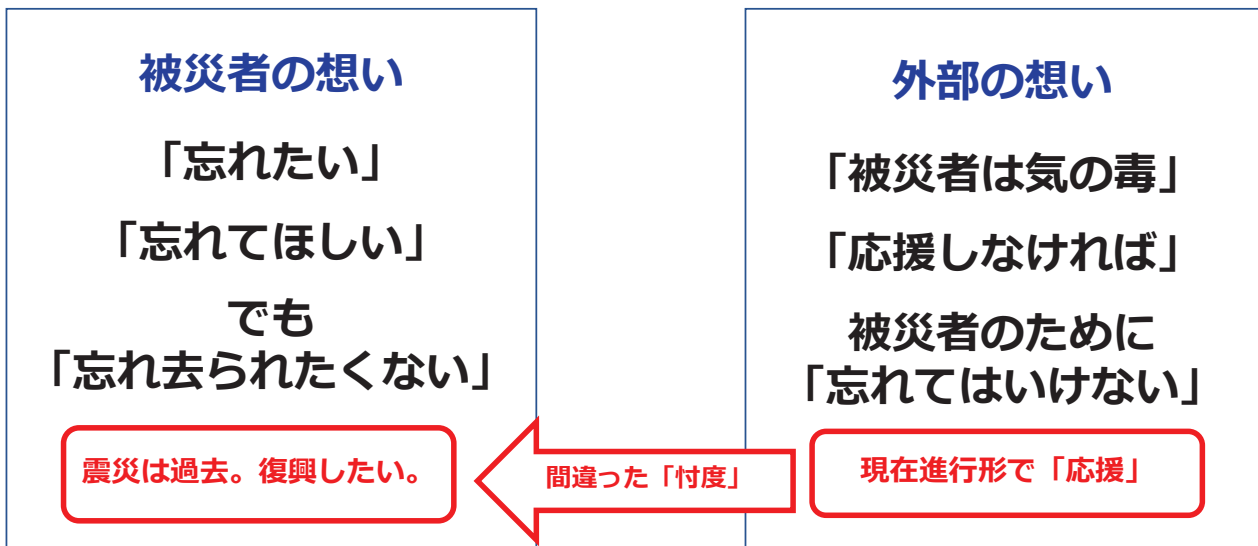 被災者の想い
「忘れたい」
「忘れてほしい」
でも
「忘れ去られたくない」
震災は過去。復興したい。
間違った「忖度」
外部の想い
「被災者は気の毒」
「応援しなければ」
被災者のために
「忘れてはいけない」
現在進行形で「応援」